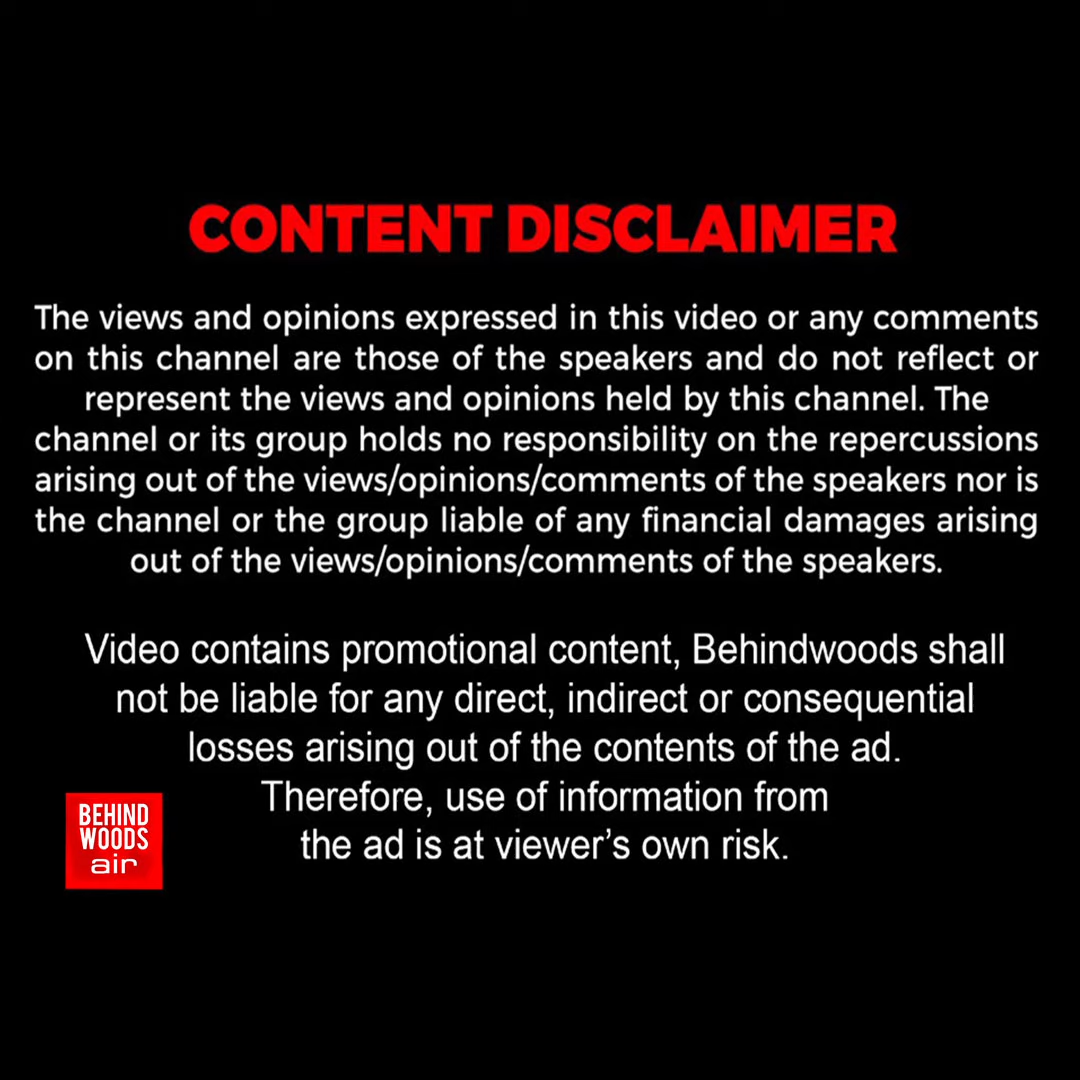 CONTENT DISCLAIMER
The views and opinions expressed in this video or any comments
on this channel are those of the speakers and do not reflect or
represent the views and opinions held by this channel. The
channel or its group holds no responsibility on the repercussions
arising out of the views/opinions/comments of the speakers nor is
the channel or the group liable of any financial damages arising
out of the views/opinions/comments of the speakers.
Video contains promotional content, Behindwoods shall
not be liable for any direct, indirect or consequential
losses arising out of the contents of the ad.
Therefore, use of information from
the ad is at viewer's own risk.
BEHIND
WOODS
air